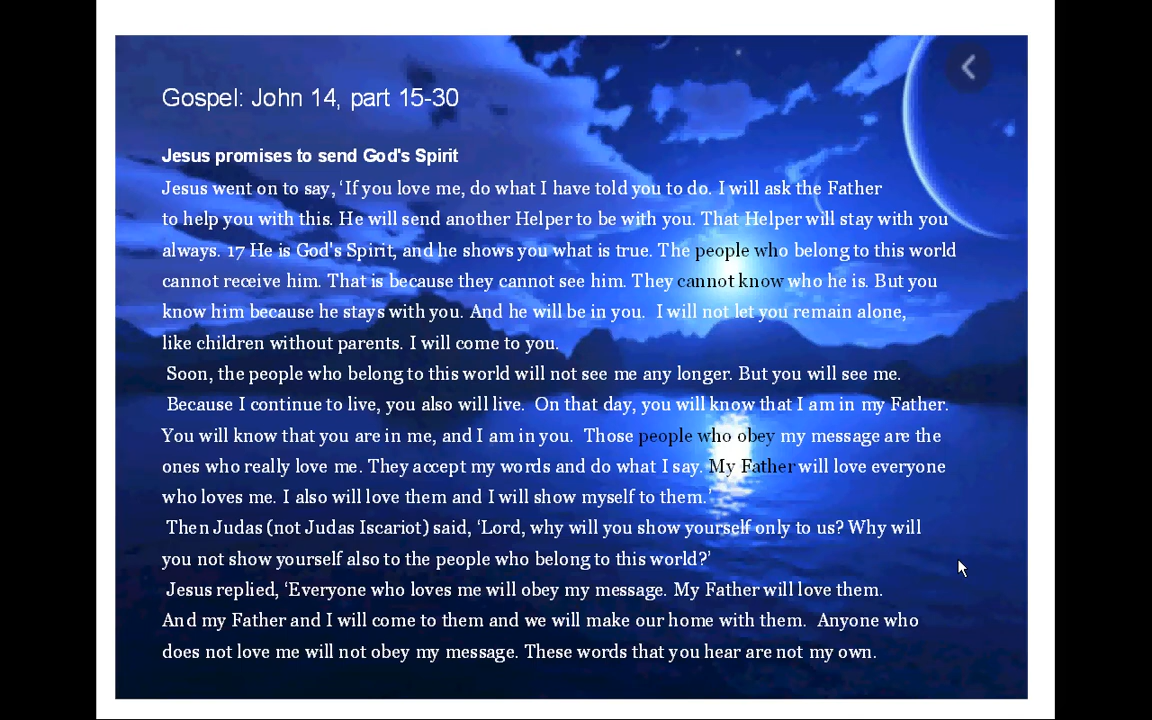 Gospel: John 14, part 15-30
Jesus promises to send God's Spirit
Jesus went on to say, ‘If you love me, do what I have told you to do. I will ask the Father
to help you with this. He will send another Helper to be with you. That Helper will stay with you
always. 17 He is God's Spirit, and he shows you what is true. The people who belong to this world
cannot receive him. That is because they cannot see him. They cannot know who he is. But you
know him because he stays with you. And he will be in you.  I will not let you remain alone,
like children without parents. I will come to you.
Soon, the people who belong to this world will not see me any longer. But you will see me.
Because I continue to live, you also will live.  On that day, you will know that I am in my Father.
You will know that you are in me, and I am in you.  Those people who obey my message are the
ones who really love me. They accept my words and do what I say. My Father will love everyone
who loves me. I also will love them and I will show myself to them.’
Then Judas (not Judas Iscariot) said, ‘Lord, why will you show yourself only to us? Why will
you not show yourself also to the people who belong to this world?’
Jesus replied, ‘Everyone who loves me will obey my message. My Father will love them.
And my Father and I will come to them and we will make our home with them.  Anyone who
does not love me will not obey my message. These words that you hear are not my own.